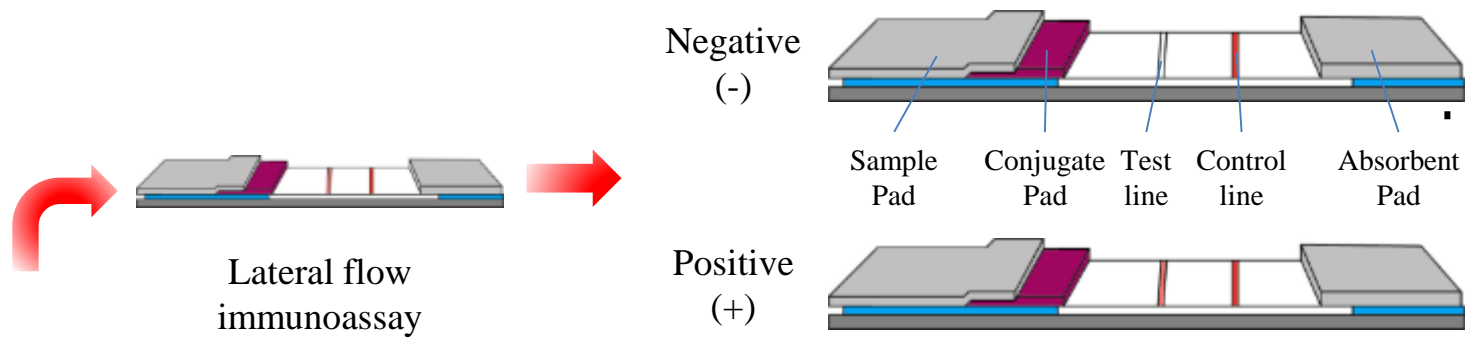 Negative
(-)
Sample
Pad
Conjugate
Pad
Test
line
Control
line
Absorbent
Pad
Lateral flow
immunoassay
Positive
(+)